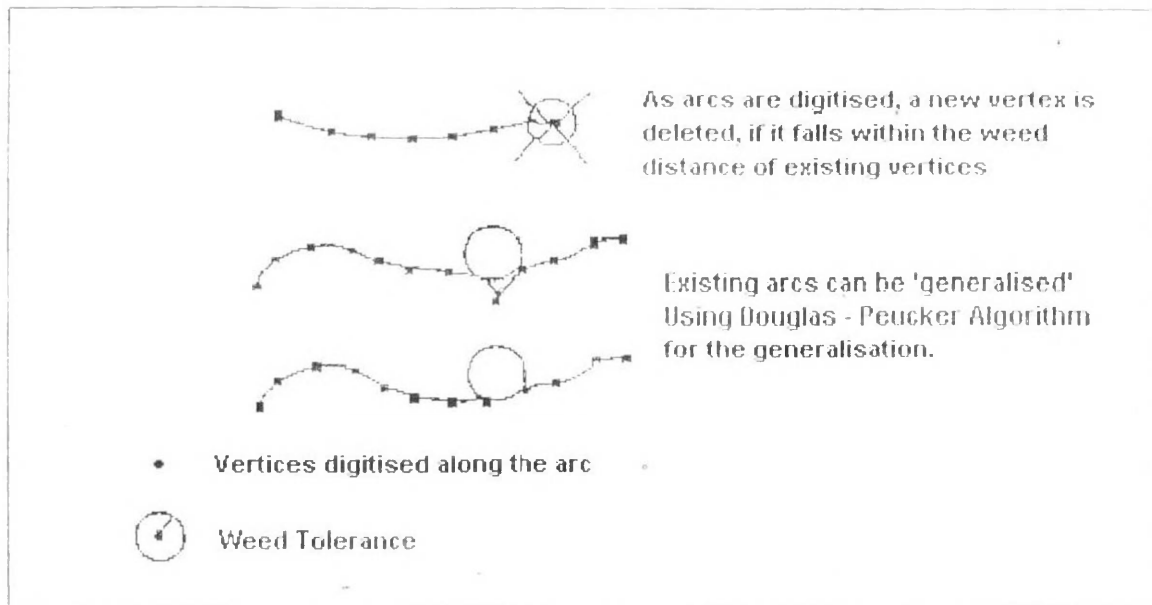 As arcs are digitised, a new vertex is
deleted, if it falls within the weed
distance of existing vertices
Existing arcs can be 'generalised'
Using Douglas - Peucker Algorithm
for the generalisation.
Vertices digitised along the arc
Weed Tolerance